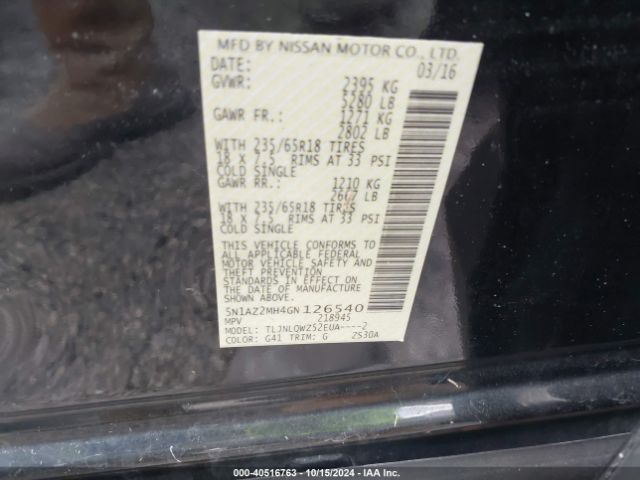 MFD BY NISSAN MOTOR CO., LTD.
DATE: 03/16
GVWR: 2395 KG
5280 LB
GAWR FR.: 1271 KG
2802 LB
WITH 235/65R18 TIRES
18 X 7.5 RIMS AT 33 PSI
COLD SINGLE
GAWR RR.: 1210 KG
2667 LB
WITH 235/65R18 TIRES
18 X 7.5 RIMS AT 33 PSI
COLD SINGLE
THIS VEHICLE CONFORMS TO
ALL APPLICABLE FEDERAL
MOTOR VEHICLE SAFETY AND
THEFT PREVENTION
STANDARDS IN EFFECT ON
THE DATE OF MANUFACTURE
SHOWN ABOVE.
5N1AZ2MH4GN126540
MPV 218945
TLJNLQWZ52EUA----2
COLOR: G41 TRIM: G ZS30A
000-40516763 - 10/15/2024 - IAA Inc.